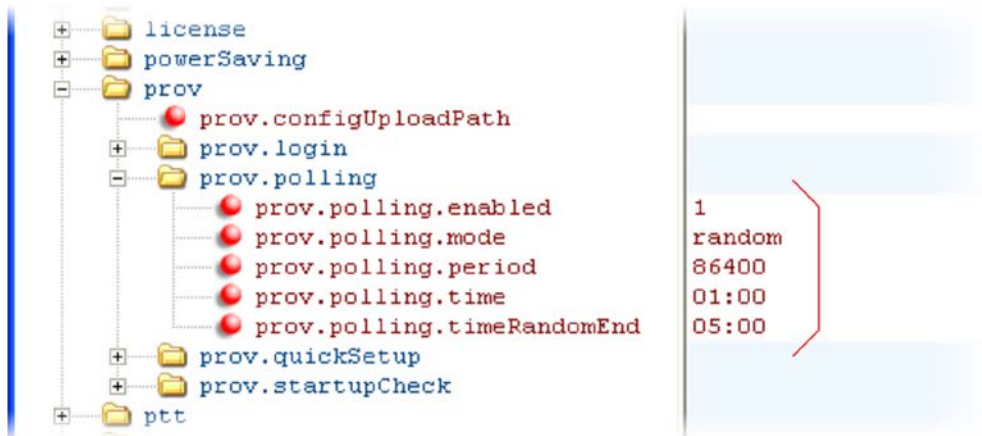 license
powerSaving
prov
prov.configUploadPath
prov.login
prov.polling
prov.polling.enabled 1
prov.polling.mode random
prov.polling.period 86400
prov.polling.time 01:00
prov.polling.timeRandomEnd 05:00
prov.quickSetup
prov.startupCheck
ptt